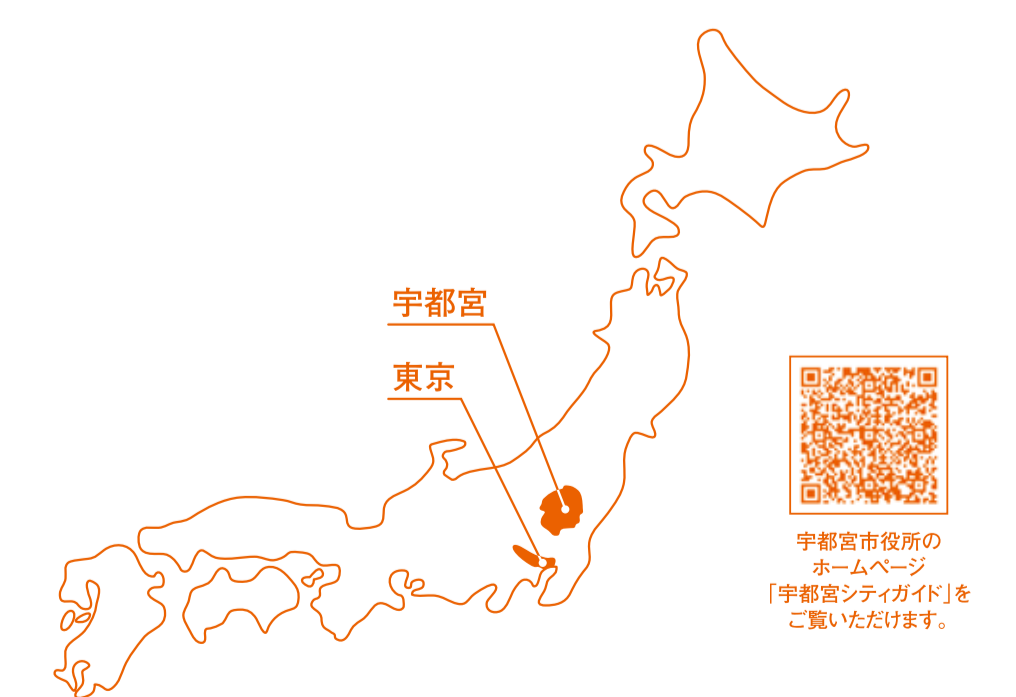 宇都宮
東京
宇都宮市役所の
ホームページ
「宇都宮シティガイド」を
ご覧いただけます。